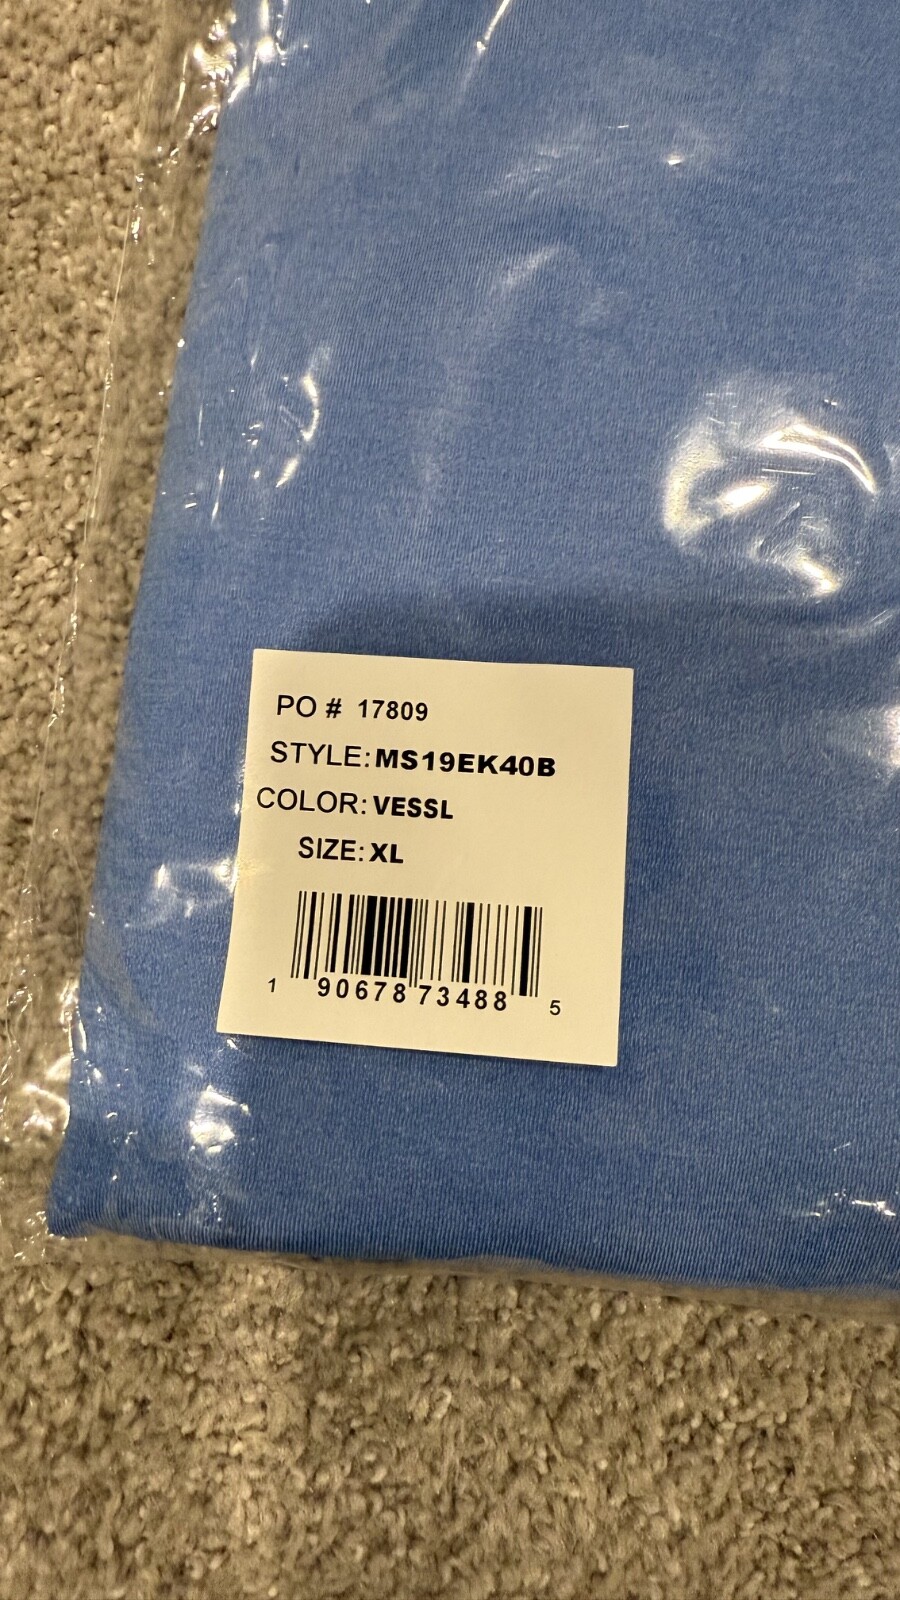 PO # 17809
STYLE: MS19EK40B
COLOR: VESSL
SIZE: XL
1 90678 73488 5